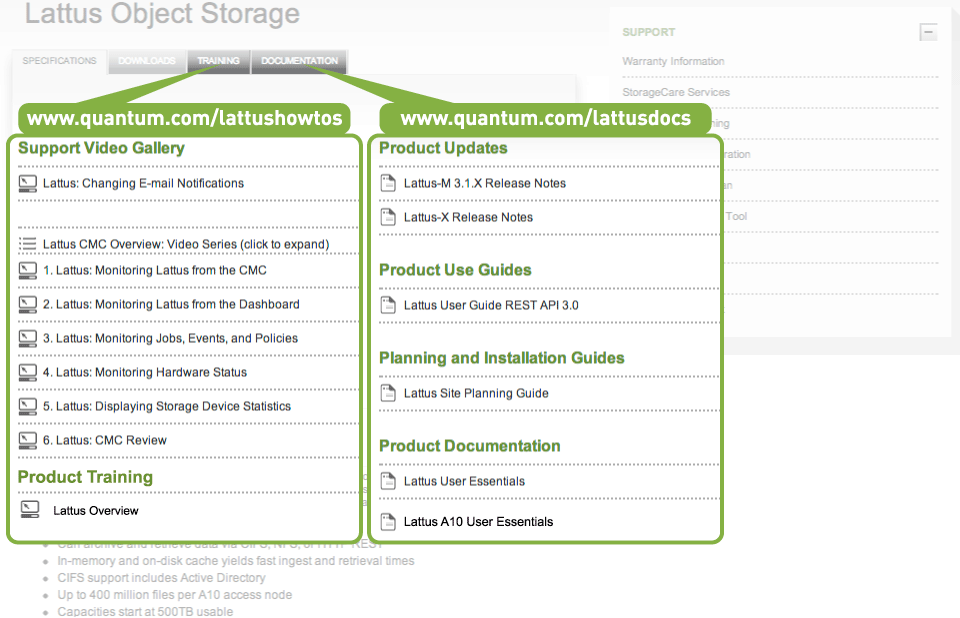 Lattus Object Storage
SPECIFICATIONS
DOWNLOADS
TRAINING
DOCUMENTATION
www.quantum.com/lattushowtos
Support Video Gallery
Lattus: Changing E-mail Notifications
Lattus CMC Overview: Video Series (click to expand)
1. Lattus: Monitoring Lattus from the CMC
2. Lattus: Monitoring Lattus from the Dashboard
3. Lattus: Monitoring Jobs, Events, and Policies
4. Lattus: Monitoring Hardware Status
5. Lattus: Displaying Storage Device Statistics
6. Lattus: CMC Review
Product Training
Lattus Overview
www.quantum.com/lattusdocs
Product Updates
Lattus-M 3.1.X Release Notes
Lattus-X Release Notes
Product Use Guides
Lattus User Guide REST API 3.0
Planning and Installation Guides
Lattus Site Planning Guide
Product Documentation
Lattus User Essentials
Lattus A10 User Essentials
SUPPORT
Warranty Information
StorageCare Services
Tool
Can archive and retrieve data via CIFS, NFS, or HTTP REST
In-memory and on-disk cache yields fast ingest and retrieval times
CIFS support includes Active Directory
Up to 400 million files per A10 access node
Capacities start at 500TB usable